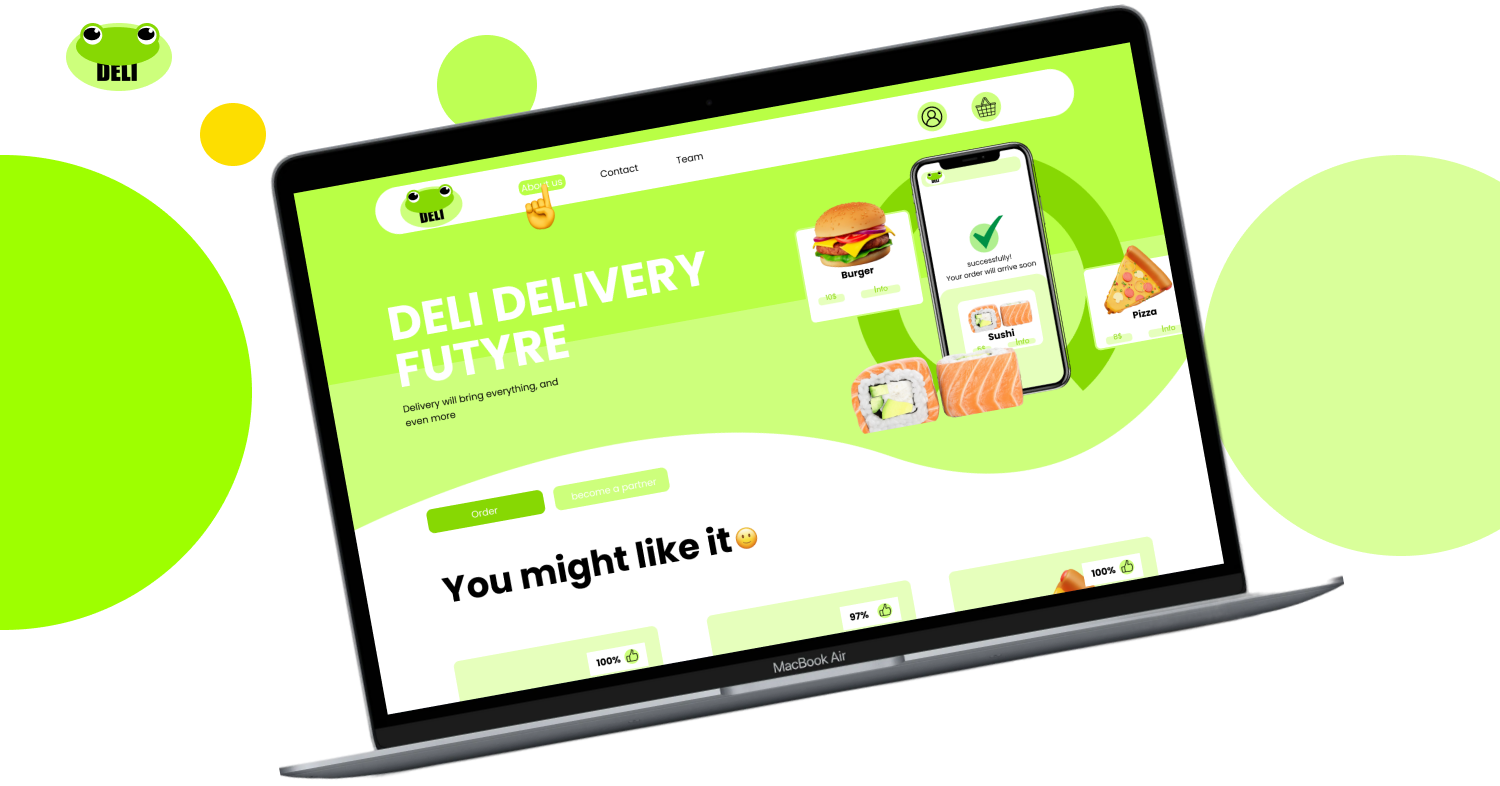 DELI
About us
Contact
Team
DELI
DELI DELIVERY
FUTYRE
Delivery will bring everything, and
even more
Burger
10$
Info
successfully!
Your order will arrive soon
Sushi
Info
Pizza
8$
Info
Order
become a partner
You might like it
100%
97%
100%
MacBook Air